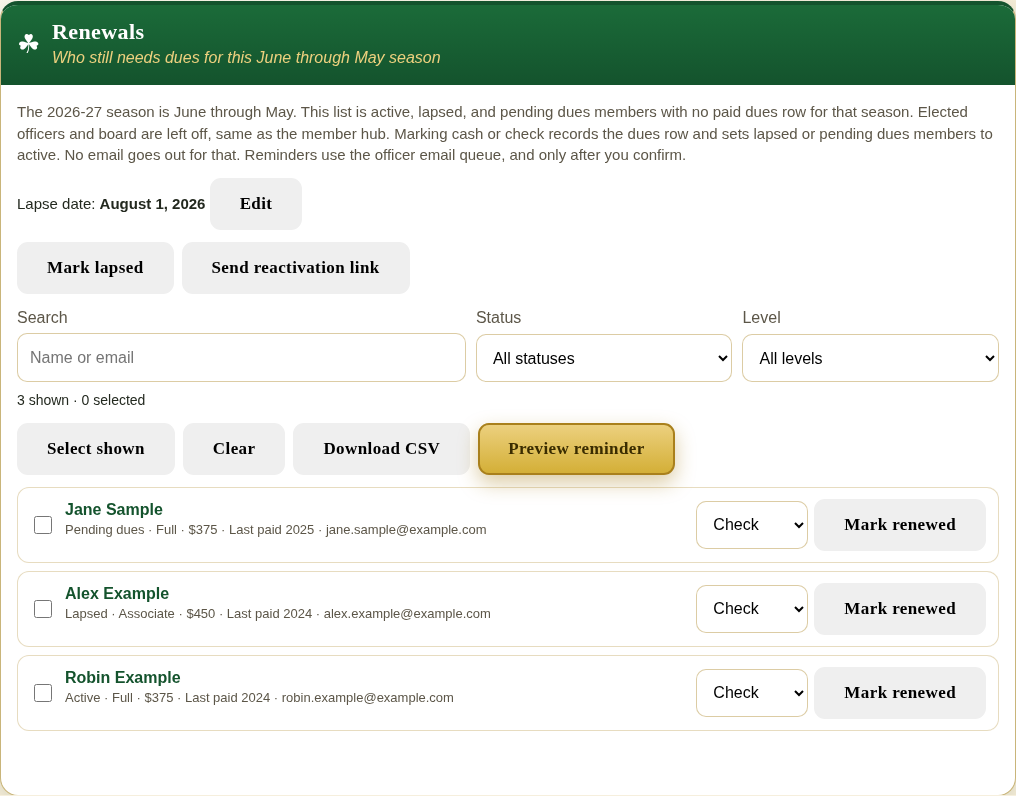 ☘ Renewals
Who still needs dues for this June through May season
The 2026-27 season is June through May. This list is active, lapsed, and pending dues members with no paid dues row for that season. Elected
officers and board are left off, same as the member hub. Marking cash or check records the dues row and sets lapsed or pending dues members to
active. No email goes out for that. Reminders use the officer email queue, and only after you confirm.
Lapse date: August 1, 2026 Edit
Mark lapsed Send reactivation link
Search Status Level
Name or email All statuses All levels
3 shown · 0 selected
Select shown Clear Download CSV Preview reminder
Jane Sample
Pending dues · Full · $375 · Last paid 2025 · jane.sample@example.com
Check Mark renewed
Alex Example
Lapsed · Associate · $450 · Last paid 2024 · alex.example@example.com
Check Mark renewed
Robin Example
Active · Full · $375 · Last paid 2024 · robin.example@example.com
Check Mark renewed